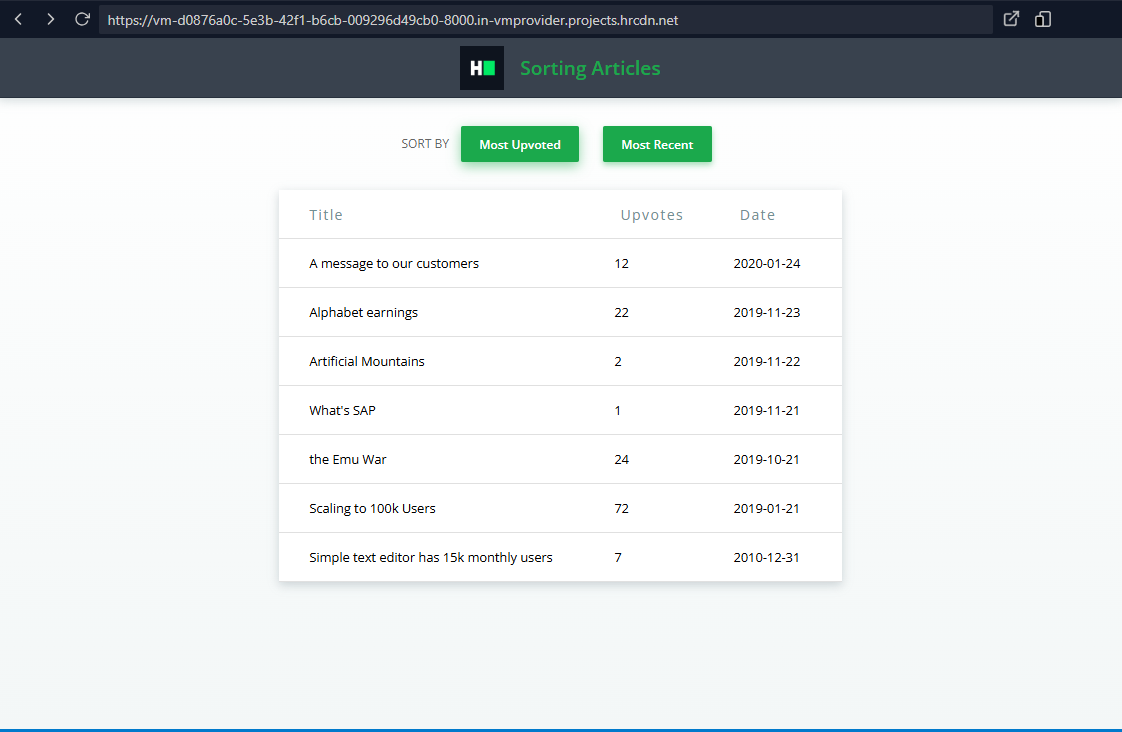 https://vm-d0876a0c-5e3b-42f1-b6cb-009296d49cb0-8000.in-vmprovider.projects.hrcdn.net
H Sorting Articles
SORT BY Most Upvoted Most Recent
Title Upvotes Date
A message to our customers 12 2020-01-24
Alphabet earnings 22 2019-11-23
Artificial Mountains 2 2019-11-22
What's SAP 1 2019-11-21
the Emu War 24 2019-10-21
Scaling to 100k Users 72 2019-01-21
Simple text editor has 15k monthly users 7 2010-12-31